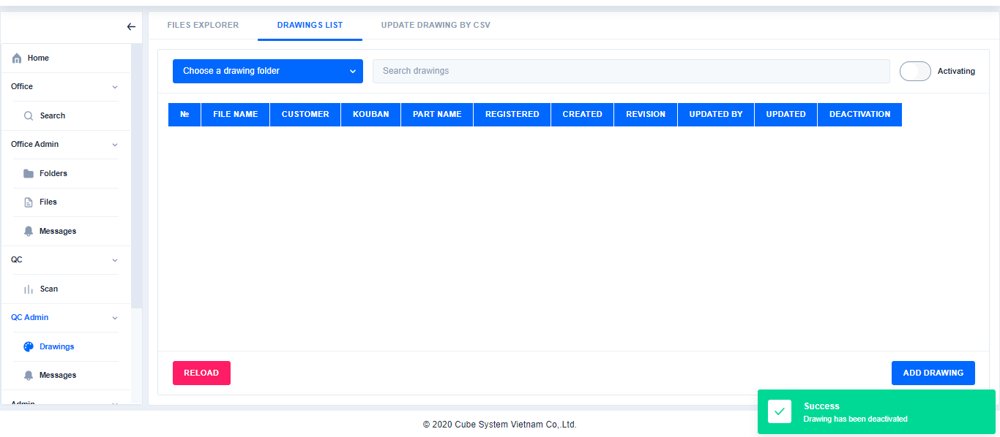 FILES EXPLORER
DRAWINGS LIST
UPDATE DRAWING BY CSV
Home
Office
Search
Office Admin
Folders
Files
Messages
QC
Scan
QC Admin
Drawings
Messages
Admin
Choose a drawing folder
Search drawings
Activating
№ FILE NAME CUSTOMER KOUBAN PART NAME REGISTERED CREATED REVISION UPDATED BY UPDATED DEACTIVATION
RELOAD
ADD DRAWING
Success
Drawing has been deactivated
© 2020 Cube System Vietnam Co,.Ltd.